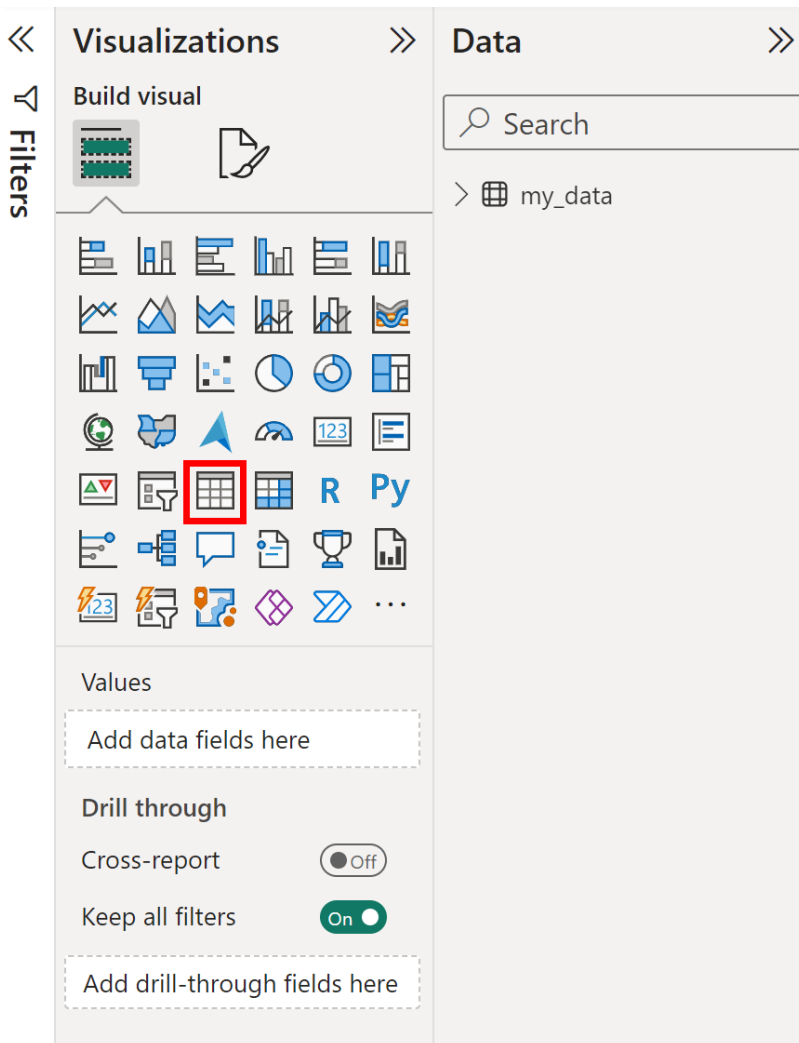 Filters
Visualizations
Build visual
123
R
Py
123
...
Values
Add data fields here
Drill through
Cross-report
Off
Keep all filters
On
Add drill-through fields here
Data
Search
my_data